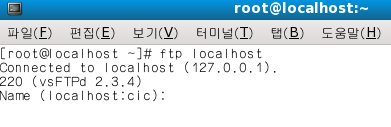 root@localhost:~
파일(F) 편집(E) 보기(V) 터미널(T) 탭(B) 도움말(H)
[root@localhost ~]# ftp localhost
Connected to localhost (127.0.0.1).
220 (vsFTPd 2.3.4)
Name (localhost:cic):